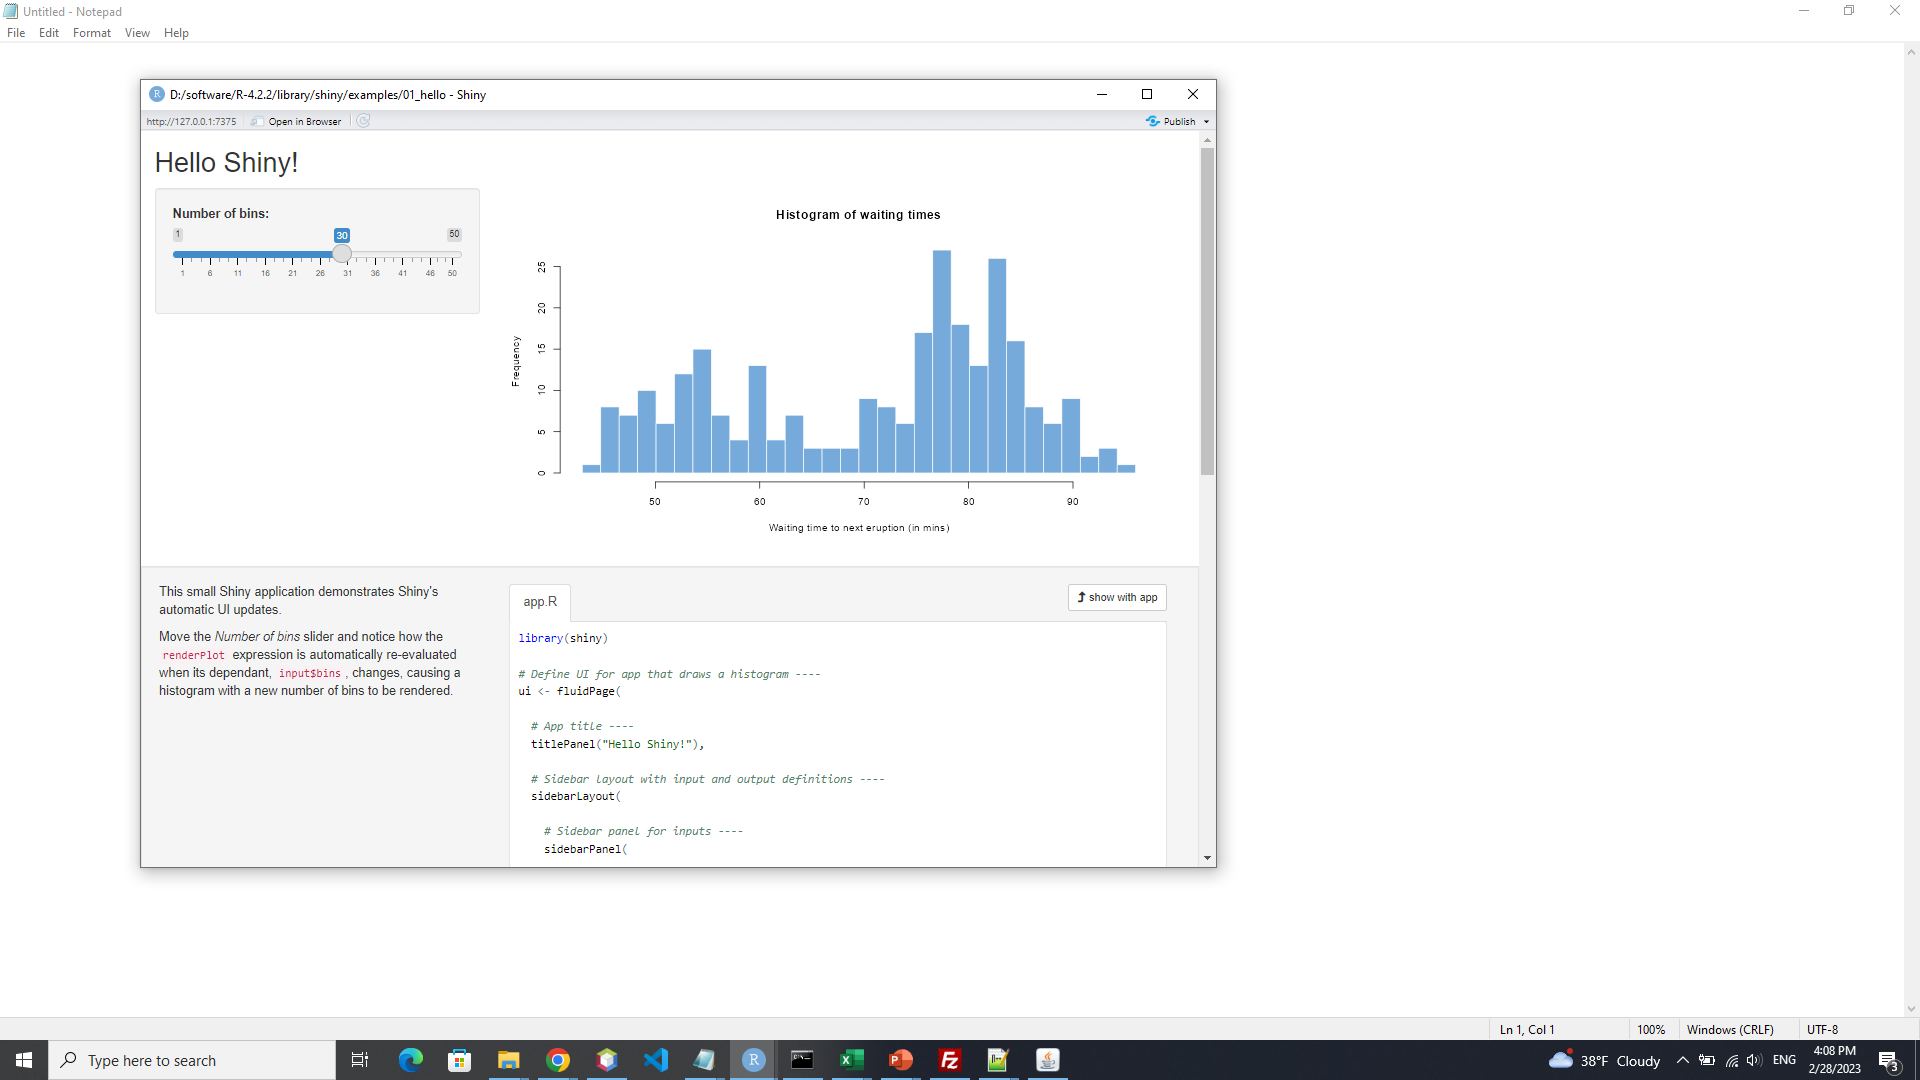 Untitled - Notepad
File Edit Format View Help
D:/software/R-4.2.2/library/shiny/examples/01_hello - Shiny
http://127.0.0.1:7375 Open in Browser Publish
Hello Shiny!
Number of bins:
1 30 50
1 6 11 16 21 26 31 36 41 46 50
Histogram of waiting times
Frequency
25
20
15
10
5
0
50 60 70 80 90
Waiting time to next eruption (in mins)
This small Shiny application demonstrates Shiny's
automatic UI updates.
Move the Number of bins slider and notice how the
renderPlot expression is automatically re-evaluated
when its dependant, input$bins , changes, causing a
histogram with a new number of bins to be rendered.
app.R
show with app
library(shiny)
# Define UI for app that draws a histogram ----
ui <- fluidPage(
# App title ----
titlePanel("Hello Shiny!"),
# Sidebar layout with input and output definitions ----
sidebarLayout(
# Sidebar panel for inputs ----
sidebarPanel(
Ln 1, Col 1 100% Windows (CRLF) UTF-8
Type here to search
38°F Cloudy ENG
4:08 PM
2/28/2023
3